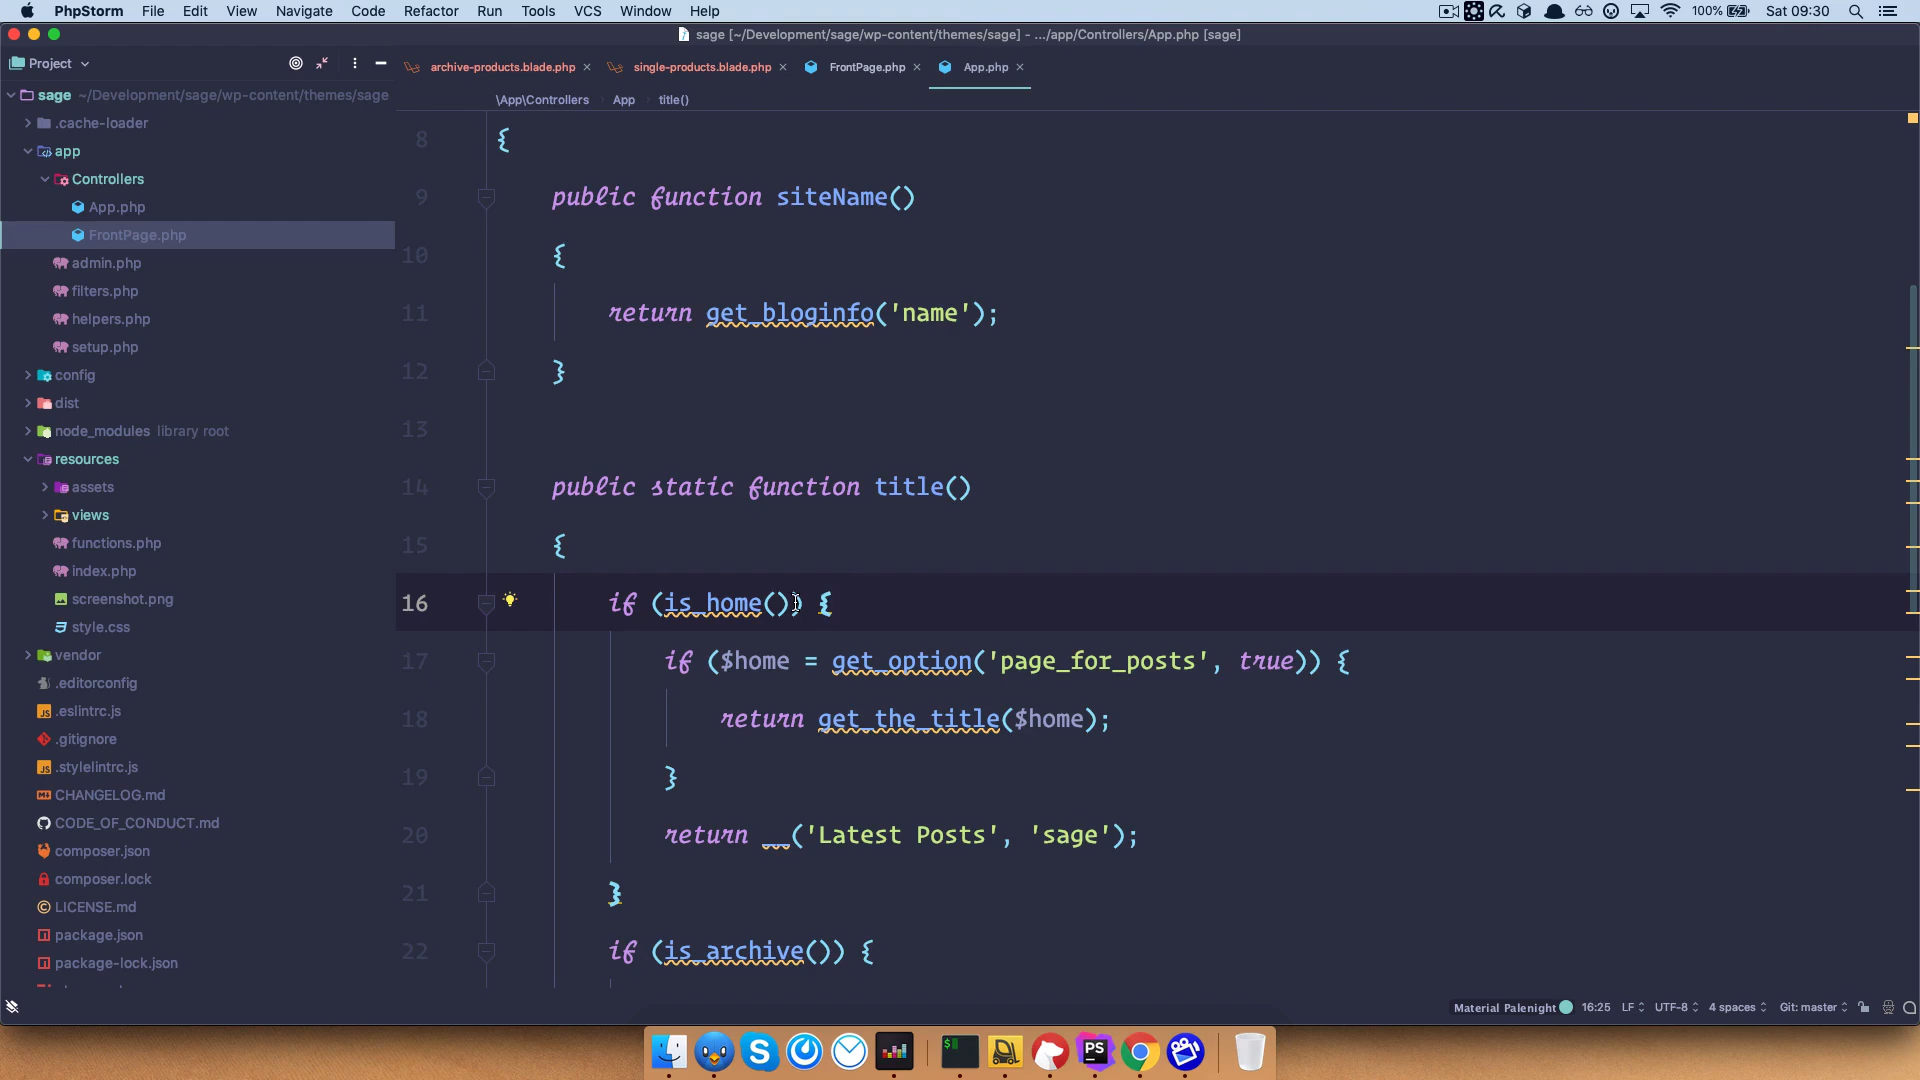 PhpStorm File Edit View Navigate Code Refactor Run Tools VCS Window Help 100% Sat 09:30
sage [~/Development/sage/wp-content/themes/sage] - .../app/Controllers/App.php [sage]
Project
archive-products.blade.php single-products.blade.php FrontPage.php App.php
\App\Controllers App title()
sage ~/Development/sage/wp-content/themes/sage
.cache-loader
app
Controllers
App.php
FrontPage.php
admin.php
filters.php
helpers.php
setup.php
config
dist
node_modules library root
resources
assets
views
functions.php
index.php
screenshot.png
style.css
vendor
.editorconfig
.eslintrc.js
.gitignore
.stylelintrc.js
CHANGELOG.md
CODE_OF_CONDUCT.md
composer.json
composer.lock
LICENSE.md
package.json
package-lock.json
8 {
9 public function siteName()
10 {
11 return get_bloginfo('name');
12 }
13
14 public static function title()
15 {
16 if (is_home()) {
17 if ($home = get_option('page_for_posts', true)) {
18 return get_the_title($home);
19 }
20 return __('Latest Posts', 'sage');
21 }
22 if (is_archive()) {
Material Palenight 16:25 LF UTF-8 4 spaces Git: master
$ PS